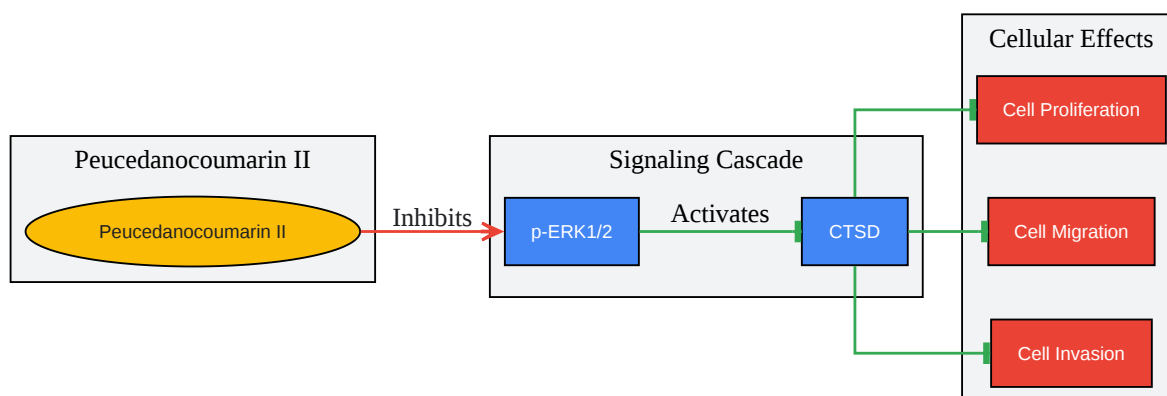 Cellular Effects
Cell Proliferation
Peucedanocoumarin II
Signaling Cascade
Peucedanocoumarin II
Inhibits
p-ERK1/2
Activates
CTSD
Cell Migration
Cell Invasion